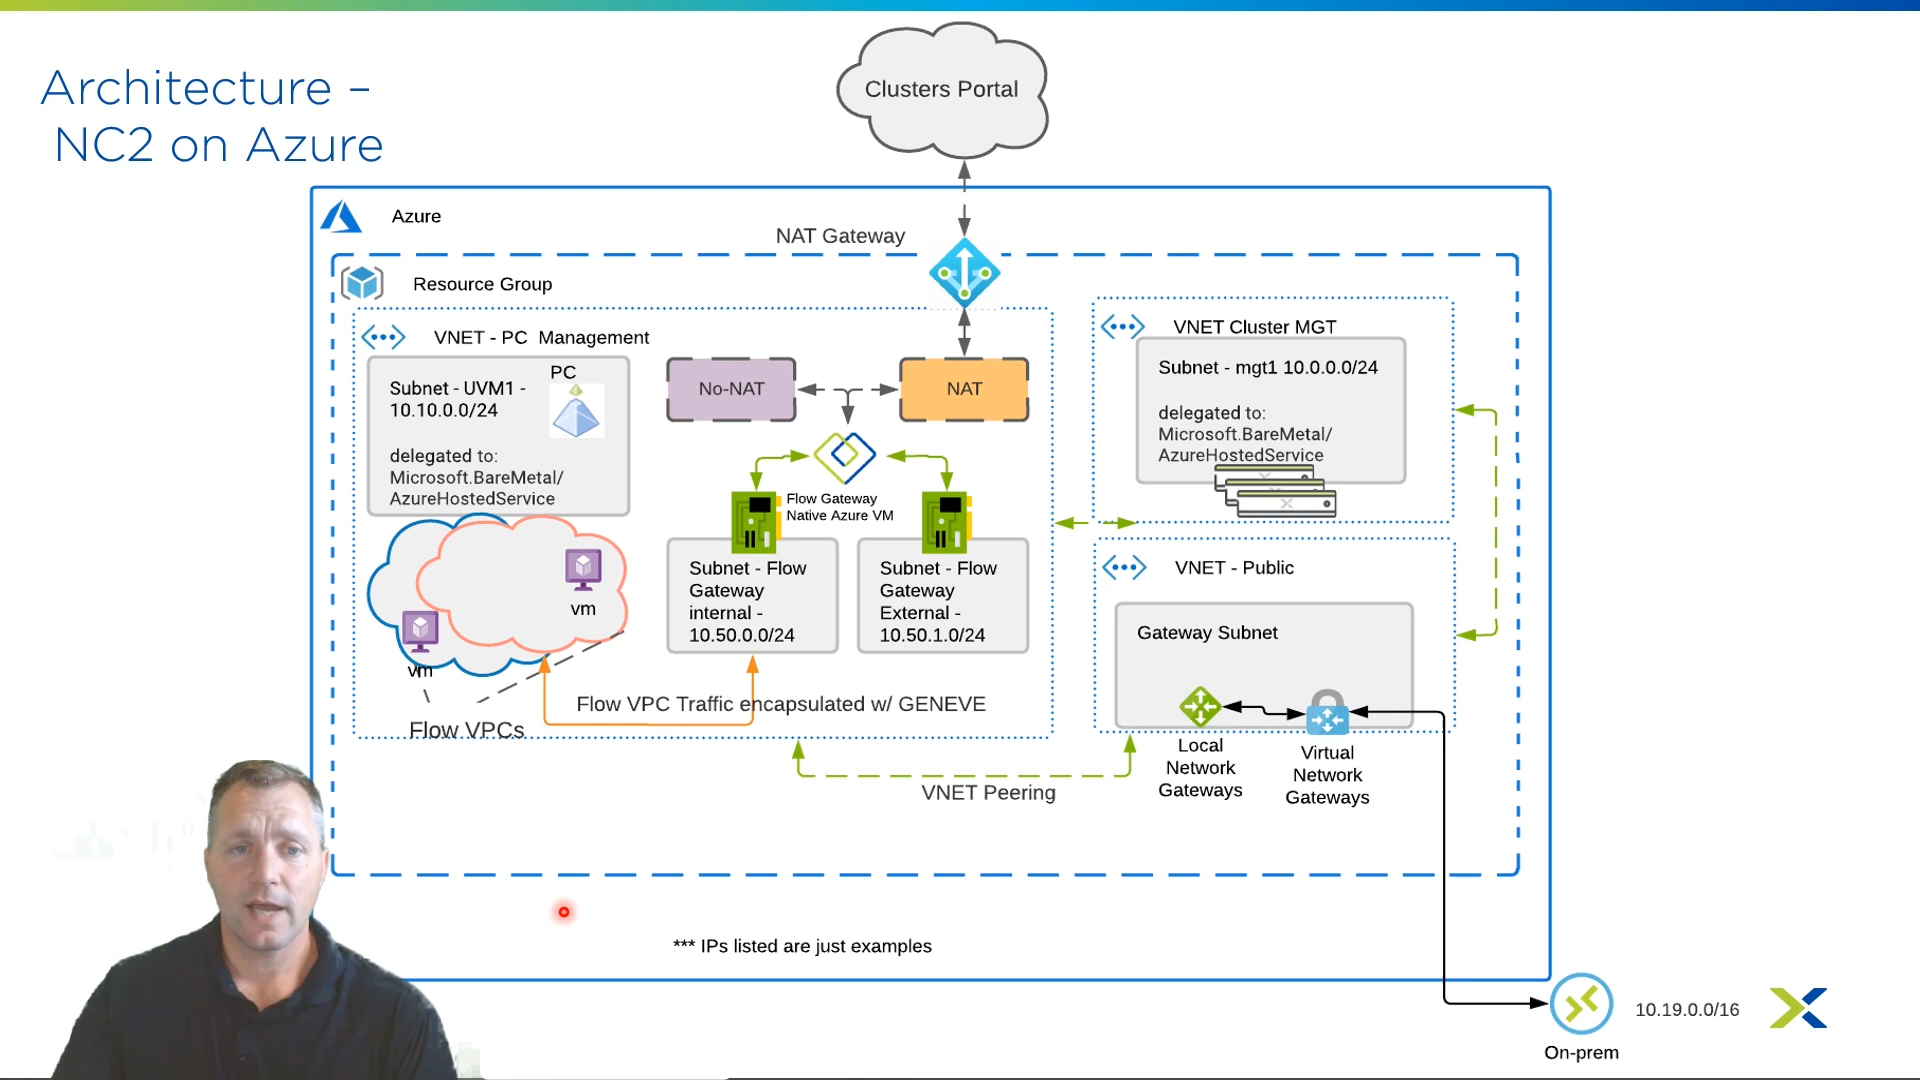 Architecture –
NC2 on Azure
Clusters Portal
Azure
NAT Gateway
Resource Group
VNET - PC  Management
PC
Subnet - UVM1 -
10.10.0.0/24
delegated to:
Microsoft.BareMetal/
AzureHostedService
No-NAT
NAT
Flow Gateway
Native Azure VM
Subnet - Flow
Gateway
internal -
10.50.0.0/24
Subnet - Flow
Gateway
External -
10.50.1.0/24
vm
vm
Flow VPCs
Flow VPC Traffic encapsulated w/ GENEVE
VNET Cluster MGT
Subnet - mgt1 10.0.0.0/24
delegated to:
Microsoft.BareMetal/
AzureHostedService
VNET - Public
Gateway Subnet
Local
Network
Gateways
Virtual
Network
Gateways
VNET Peering
*** IPs listed are just examples
10.19.0.0/16
On-prem